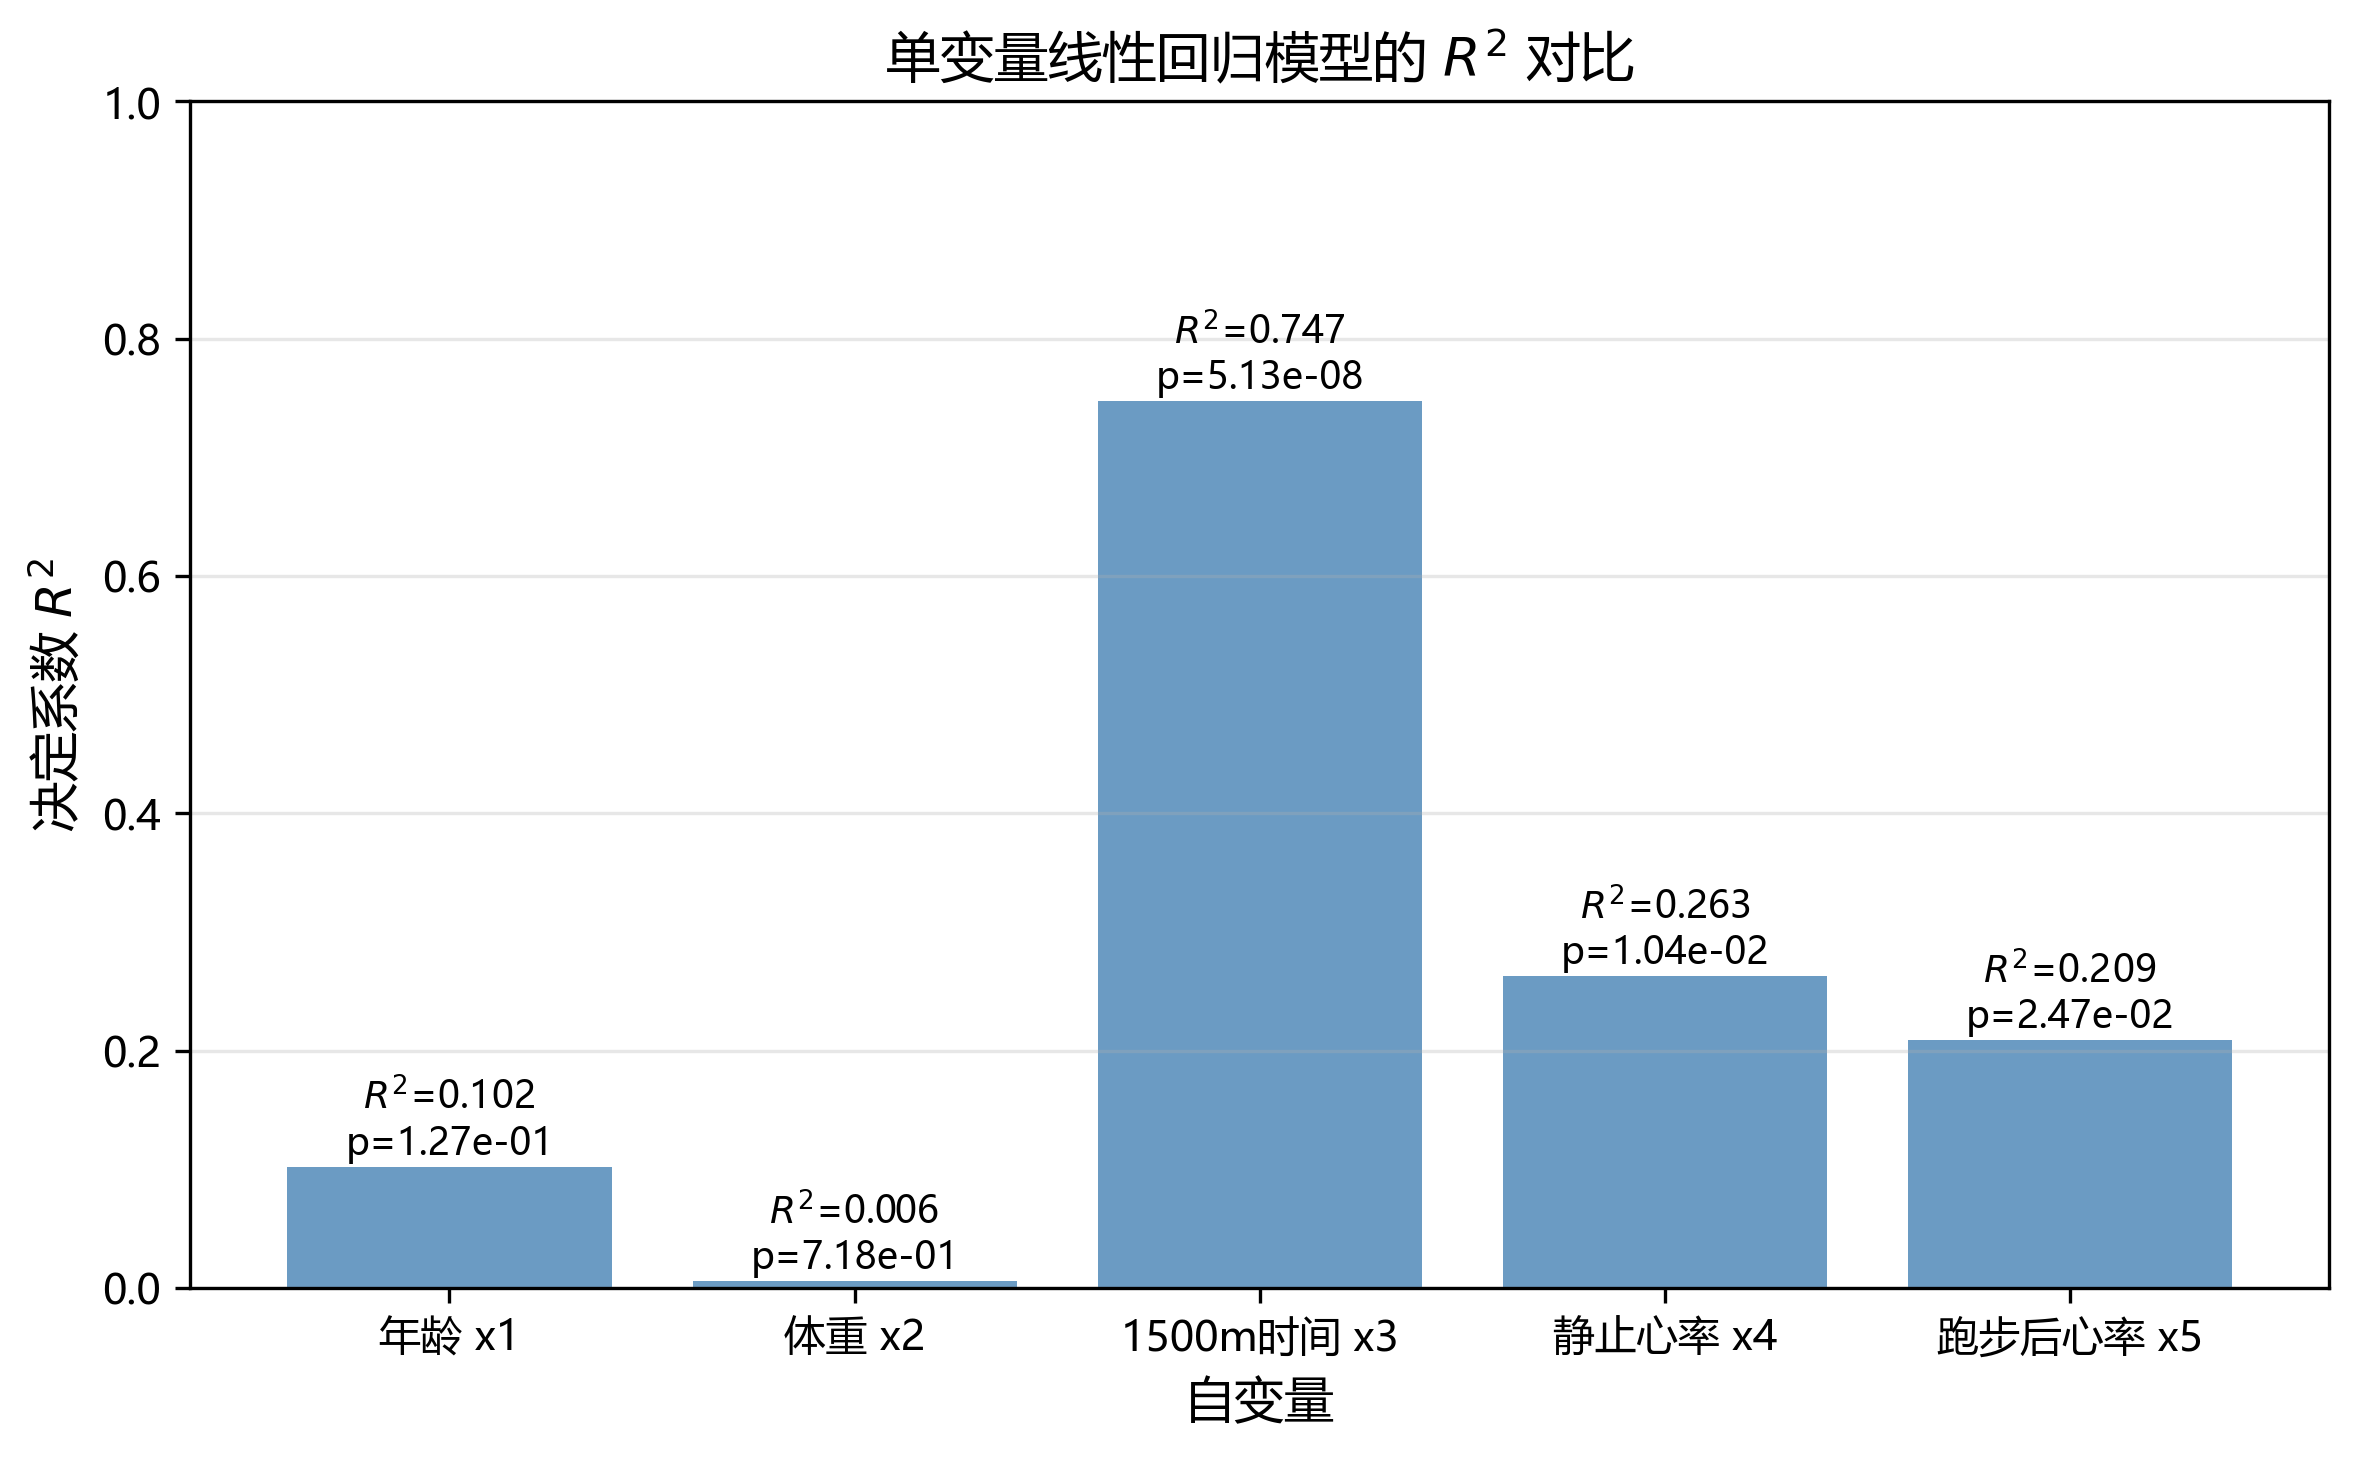 单变量线性回归模型的 R² 对比
决定系数 R²
1.0
0.8
0.6
0.4
0.2
0.0
R²=0.102
p=1.27e-01
R²=0.006
p=7.18e-01
R²=0.747
p=5.13e-08
R²=0.263
p=1.04e-02
R²=0.209
p=2.47e-02
年龄 x1
体重 x2
1500m时间 x3
静止心率 x4
跑步后心率 x5
自变量